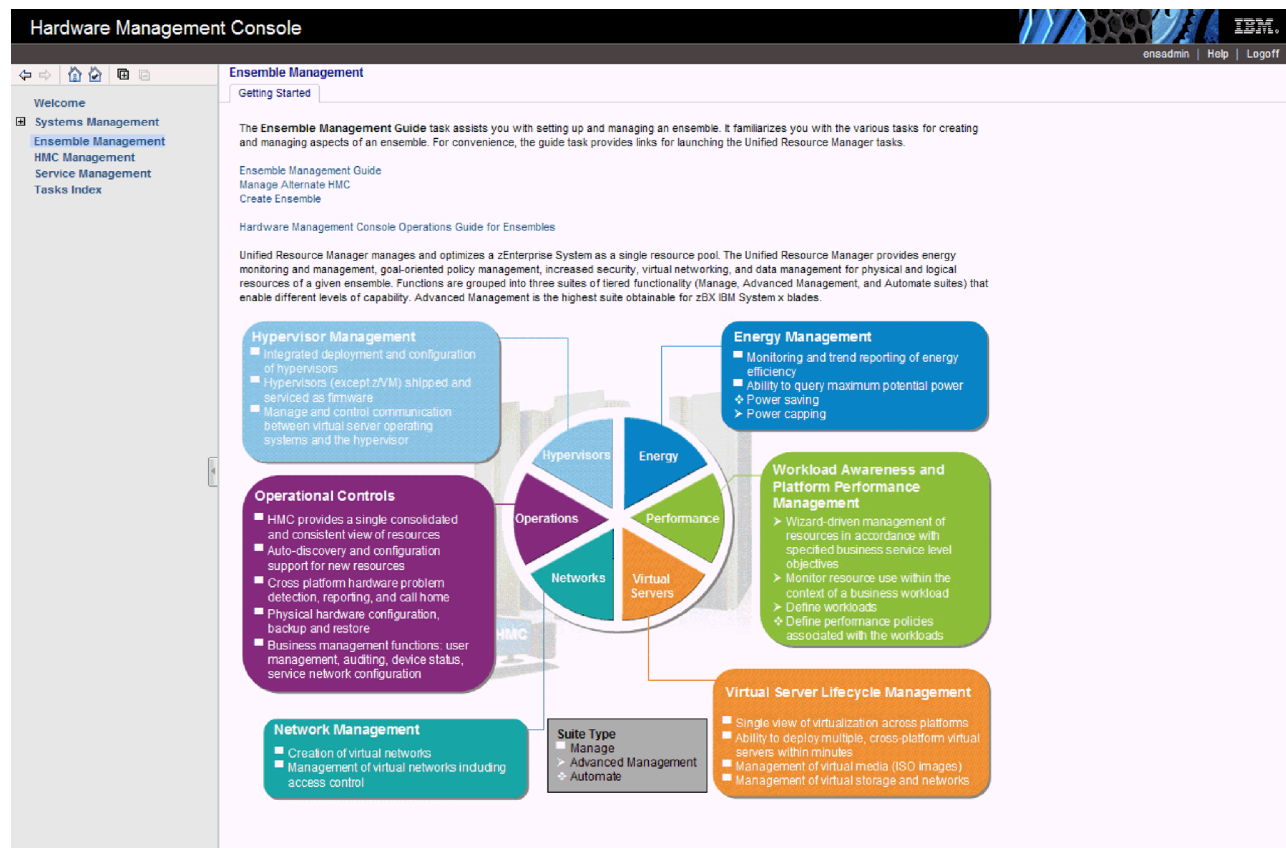 Hardware Management Console
IBM.
ensadmin | Help | Logoff
Welcome
Systems Management
Ensemble Management
HMC Management
Service Management
Tasks Index
Ensemble Management
Getting Started
The Ensemble Management Guide task assists you with setting up and managing an ensemble. It familiarizes you with the various tasks for creating
and managing aspects of an ensemble. For convenience, the guide task provides links for launching the Unified Resource Manager tasks.
Ensemble Management Guide
Manage Alternate HMC
Create Ensemble
Hardware Management Console Operations Guide for Ensembles
Unified Resource Manager manages and optimizes a zEnterprise System as a single resource pool. The Unified Resource Manager provides energy
monitoring and management, goal-oriented policy management, increased security, virtual networking, and data management for physical and logical
resources of a given ensemble. Functions are grouped into three suites of tiered functionality (Manage, Advanced Management, and Automate suites) that
enable different levels of capability. Advanced Management is the highest suite obtainable for zBX IBM System x blades.
Hypervisor Management
Integrated deployment and configuration
of hypervisors
Hypervisors (except z/VM) shipped and
serviced as firmware
Manage and control communication
between virtual server operating
systems and the hypervisor
Energy Management
Monitoring and trend reporting of energy
efficiency
Ability to query maximum potential power
Power saving
Power capping
Hypervisors
Energy
Operations
Performance
Networks
Virtual
Servers
HMC
Operational Controls
HMC provides a single consolidated
and consistent view of resources
Auto-discovery and configuration
support for new resources
Cross platform hardware problem
detection, reporting, and call home
Physical hardware configuration,
backup and restore
Business management functions: user
management, auditing, device status,
service network configuration
Workload Awareness and
Platform Performance
Management
Wizard-driven management of
resources in accordance with
specified business service level
objectives
Monitor resource use within the
context of a business workload
Define workloads
Define performance policies
associated with the workloads
Network Management
Creation of virtual networks
Management of virtual networks including
access control
Suite Type
Manage
Advanced Management
Automate
Virtual Server Lifecycle Management
Single view of virtualization across platforms
Ability to deploy multiple, cross-platform virtual
servers within minutes
Management of virtual media (ISO images)
Management of virtual storage and networks